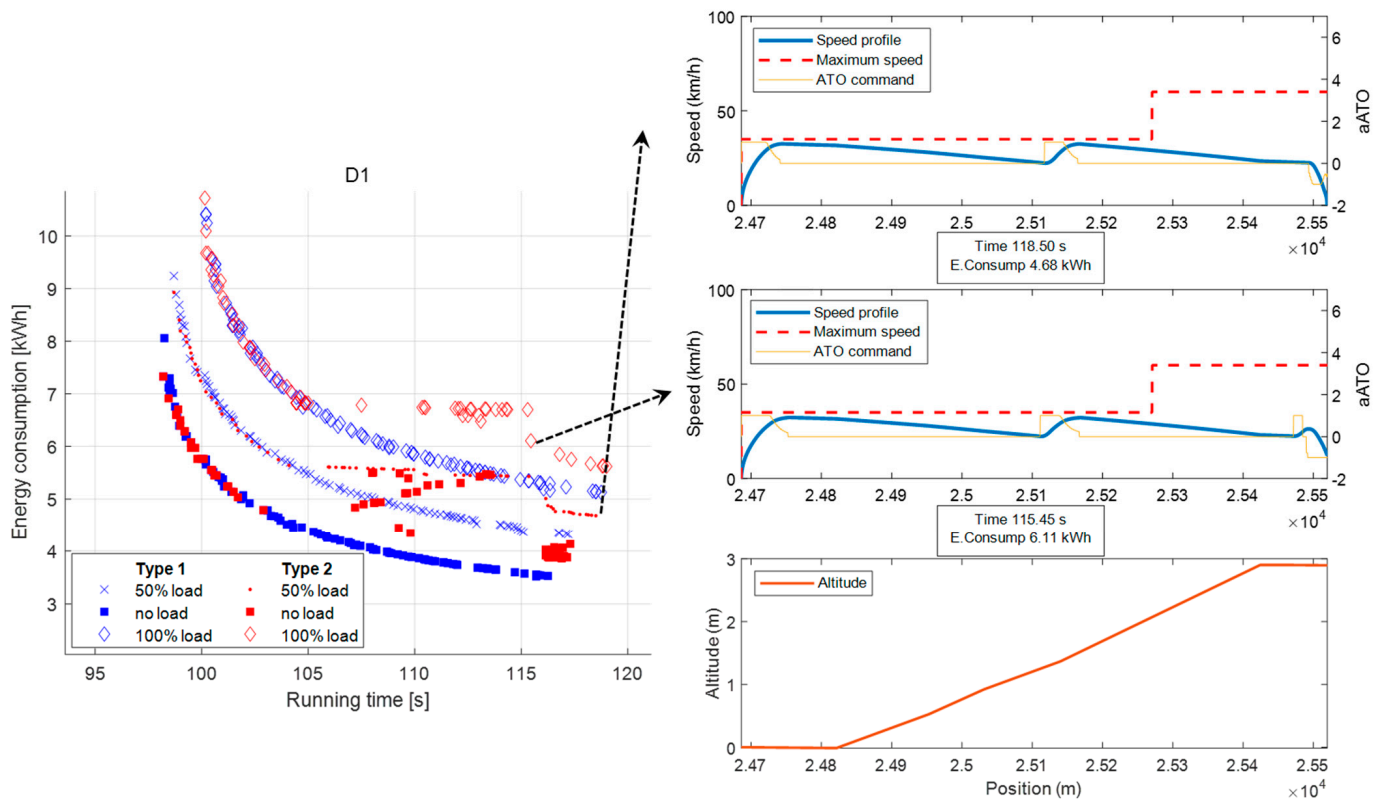 D1
Energy consumption [kWh]
10
9
8
7
6
5
4
3
Type 1 Type 2
50% load 50% load
no load no load
100% load 100% load
95 100 105 110 115 120
Running time [s]
100
50
0
Speed (km/h)
Speed profile
Maximum speed
ATO command
6
4
2
0
-2
aATO
2.47 2.48 2.49 2.5 2.51 2.52 2.53 2.54 2.55
×10⁴
Time 118.50 s
E.Consump 4.68 kWh
100
50
0
Speed (km/h)
Speed profile
Maximum speed
ATO command
6
4
2
0
-2
aATO
2.47 2.48 2.49 2.5 2.51 2.52 2.53 2.54 2.55
×10⁴
Time 115.45 s
E.Consump 6.11 kWh
3
2
1
0
Altitude (m)
Altitude
2.47 2.48 2.49 2.5 2.51 2.52 2.53 2.54 2.55
Position (m)
×10⁴